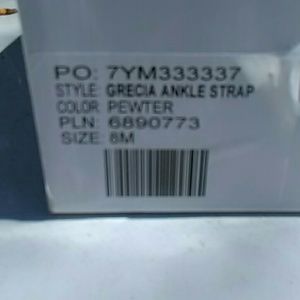 PO: 7YM333337
STYLE: GRECIA ANKLE STRAP
COLOR: PEWTER
PLN: 6890773
SIZE: 8M